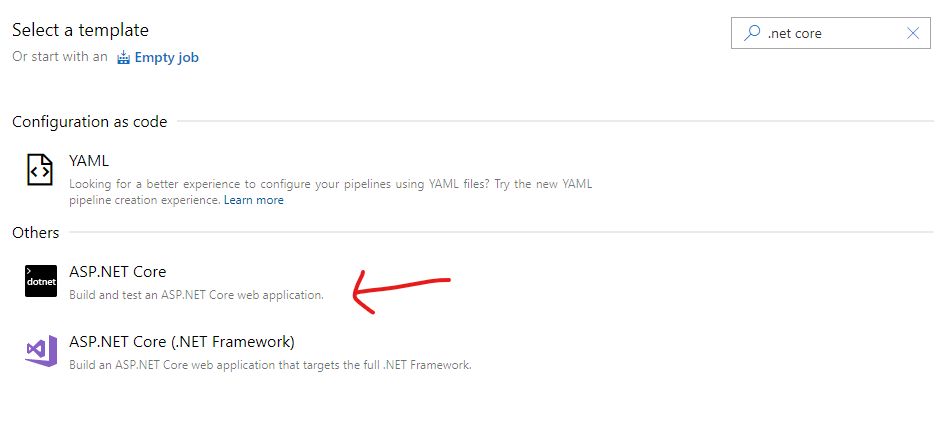 Select a template
.net core
Or start with an Empty job
Configuration as code
YAML
Looking for a better experience to configure your pipelines using YAML files? Try the new YAML
pipeline creation experience. Learn more
Others
dotnet
ASP.NET Core
Build and test an ASP.NET Core web application.
ASP.NET Core (.NET Framework)
Build an ASP.NET Core web application that targets the full .NET Framework.